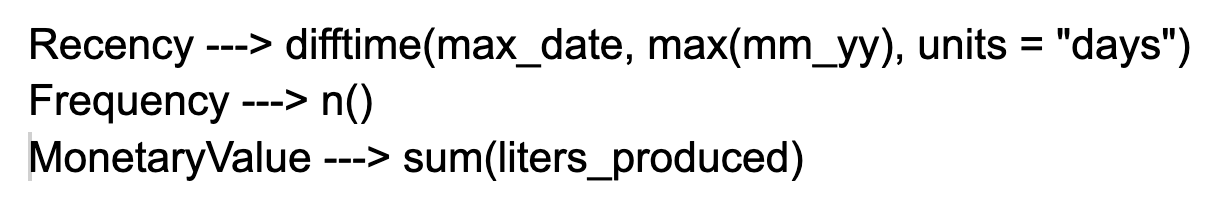 Recency ---> difftime(max_date, max(mm_yy), units = "days")
Frequency ---> n()
MonetaryValue ---> sum(liters_produced)